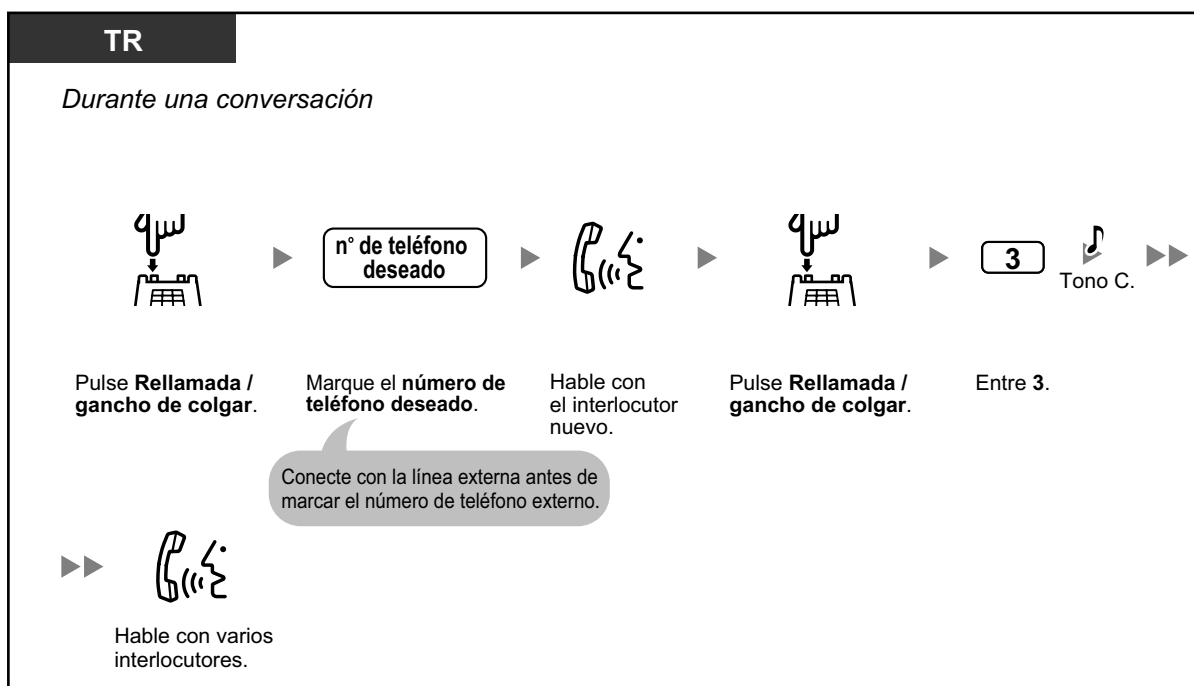 TR
Durante una conversación
n° de teléfono
deseado
3
Tono C.
Pulse Rellamada /
gancho de colgar.
Marque el número de
teléfono deseado.
Hable con
el interlocutor
nuevo.
Pulse Rellamada /
gancho de colgar.
Entre 3.
Conecte con la línea externa antes de
marcar el número de teléfono externo.
Hable con varios
interlocutores.